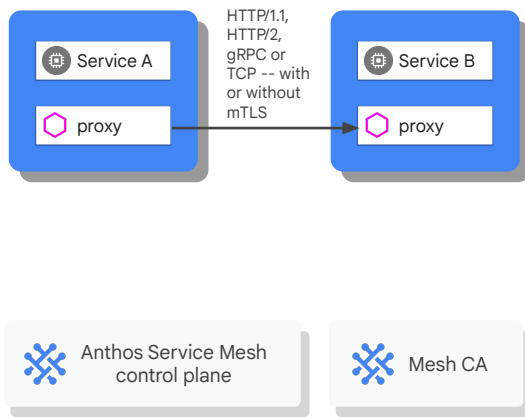 HTTP/1.1,
HTTP/2,
gRPC or
TCP -- with
or without
mTLS
Service A
proxy
Service B
proxy
Anthos Service Mesh
control plane
Mesh CA